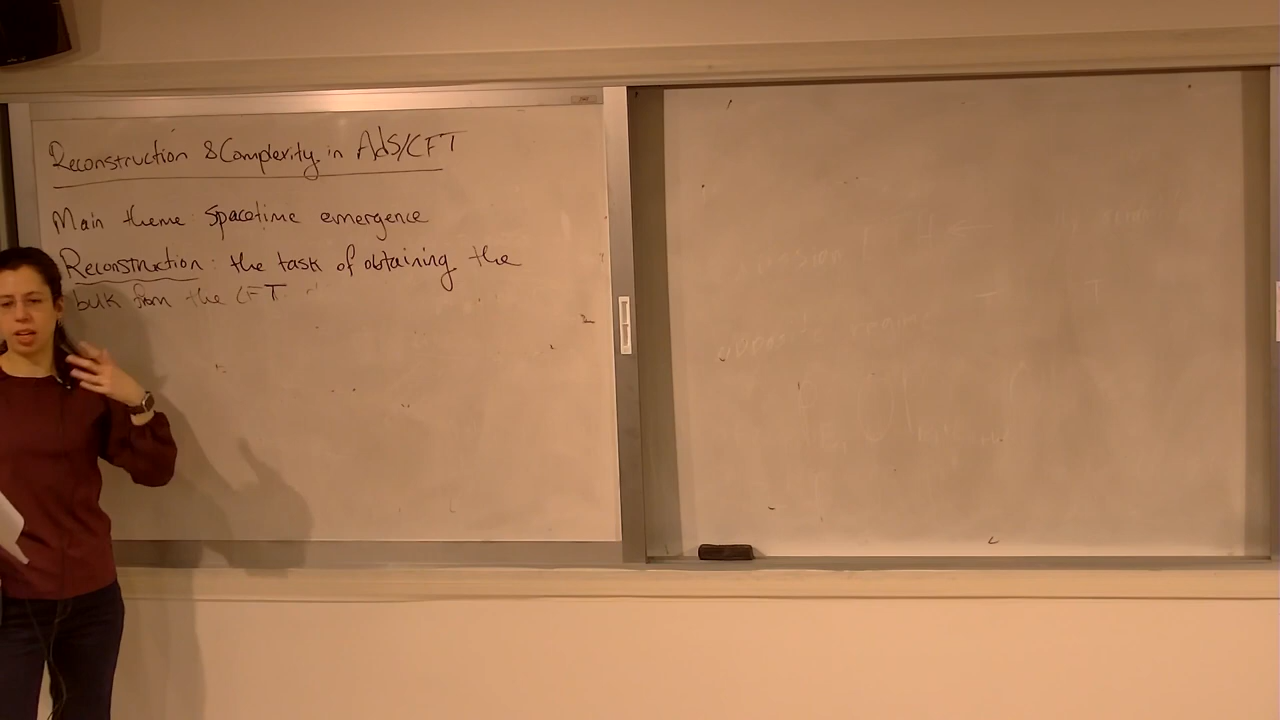 Reconstruction & Complexity in AdS/CFT
Main theme: spacetime emergence
Reconstruction: the task of obtaining the
bulk from the CFT
opposite